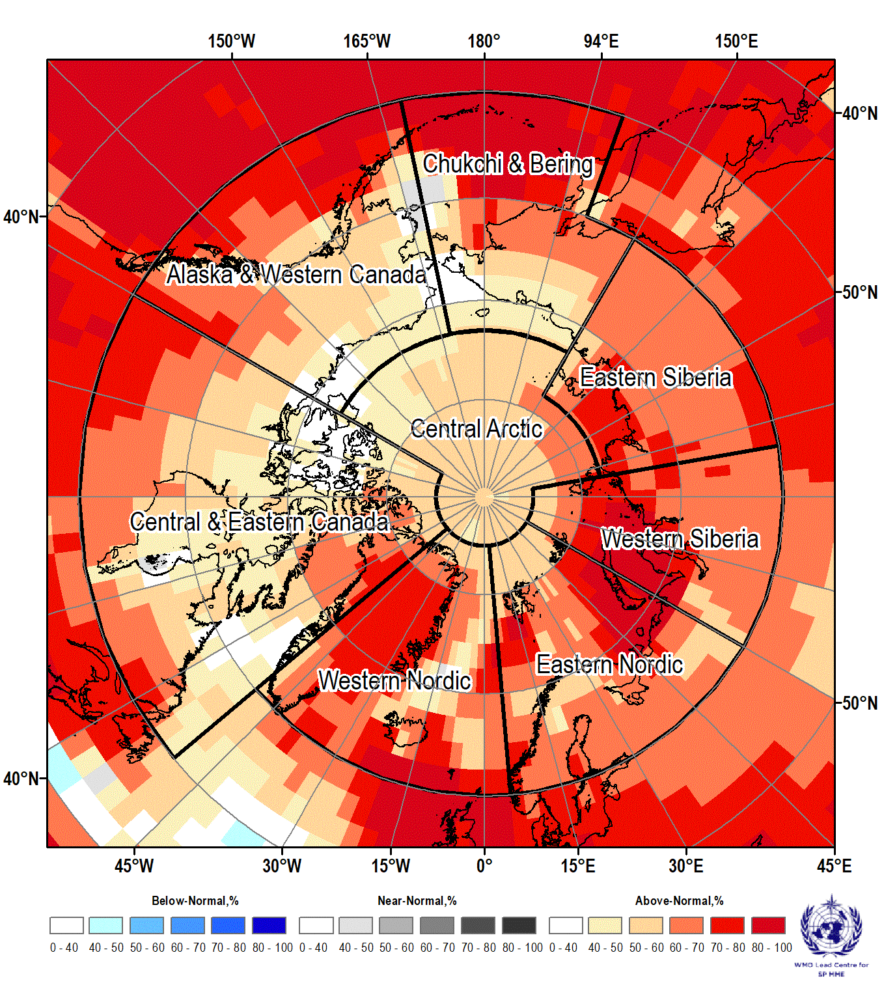 150°W 165°W 180° 94°E 150°E
40°N
Chukchi & Bering
40°N
Alaska & Western Canada
50°N
Eastern Siberia
Central Arctic
Central & Eastern Canada
Western Siberia
Eastern Nordic
Western Nordic
50°N
40°N
45°W 30°W 15°W 0° 15°E 30°E 45°E
Below-Normal,% Near-Normal,% Above-Normal,%
0 - 40 40 - 50 50 - 60 60 - 70 70 - 80 80 - 100 0 - 40 40 - 50 50 - 60 60 - 70 70 - 80 80 - 100 0 - 40 40 - 50 50 - 60 60 - 70 70 - 80 80 - 100
WMO Lead Centre for
SP MME